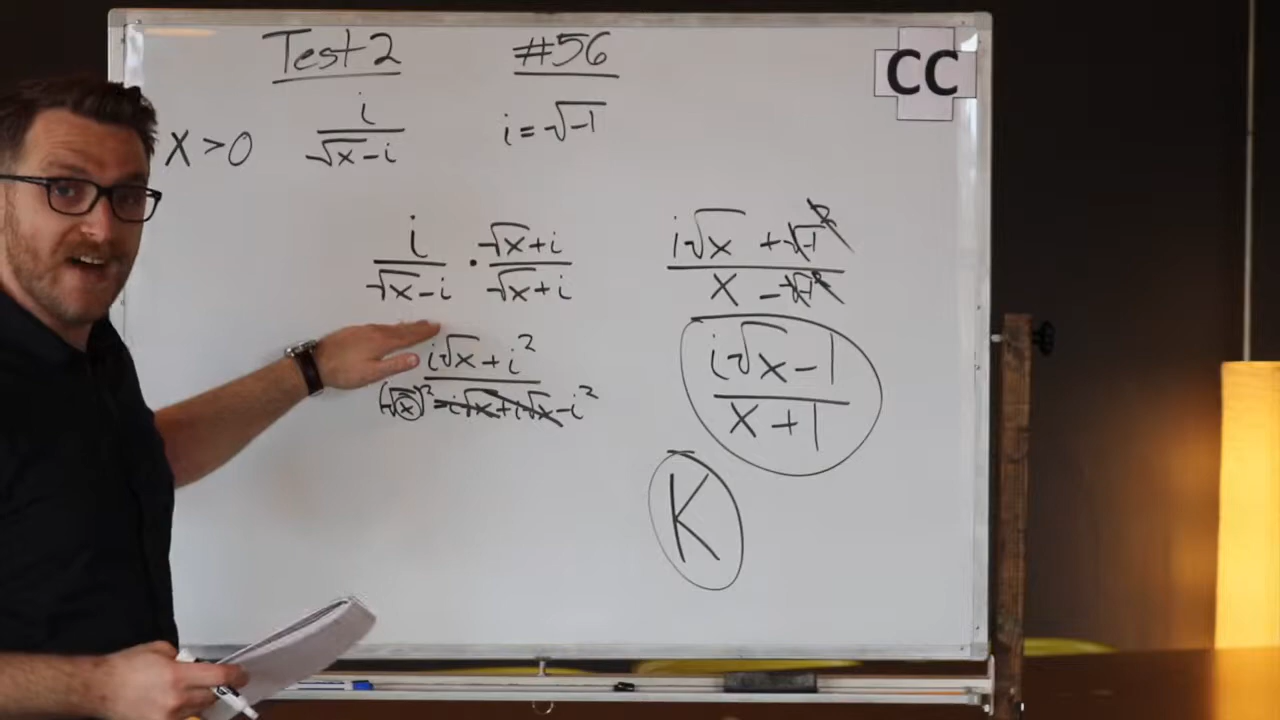 Test 2 #56
CC
X > 0 i/(√x - i) i = √-1
i/(√x - i) · (√x + i)/(√x + i)
(i√x + √-1²)/(x - √-1²)
(i√x + i²)/((√x)² - i√x + i√x - i²)
(i√x - 1)/(x + 1)
K